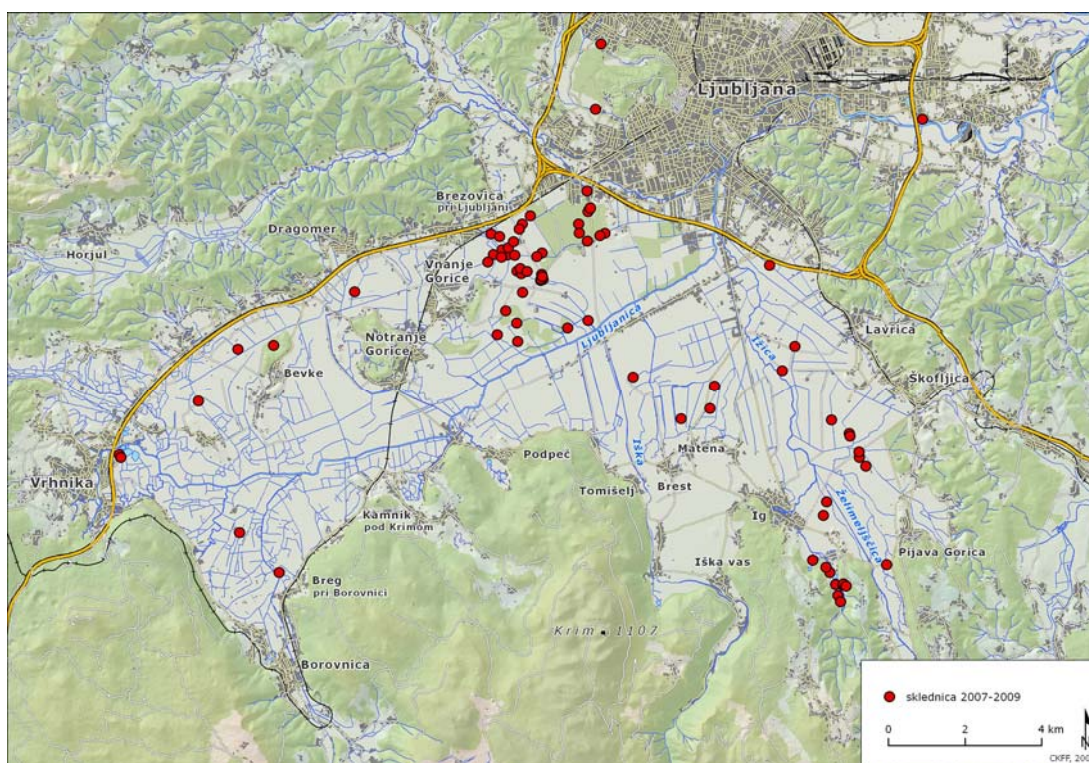 Ljubljana
Brezovica
pri Ljubljani
Dragomer
Horjul
Vnanje
Gorice
Ljubljanica
Notranje
Gorice
Lavrica
Ižica
Bevke
Škofljica
Podpeč
Iška
Matena
Vrhnika
Tomišelj
Brest
Želimeljščica
Ig
Kamnik
pod Krimom
Pijava Gorica
Iška vas
Breg
pri Borovnici
Krim 1107
Borovnica
sklednica 2007-2009
0 2 4 km
N
CKFF,